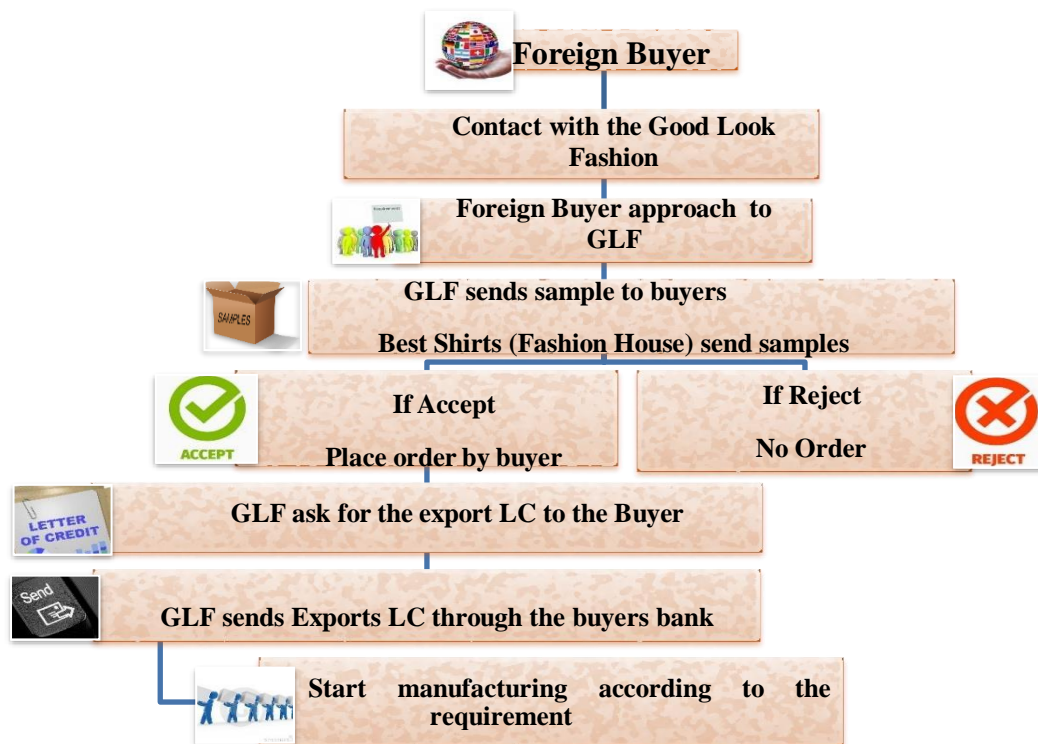 Foreign Buyer
Contact with the Good Look
Fashion
Foreign Buyer approach to
GLF
SAMPLES
GLF sends sample to buyers
Best Shirts (Fashion House) send samples
ACCEPT
If Accept
Place order by buyer
If Reject
No Order
REJECT
LETTER
OF CREDIT
GLF ask for the export LC to the Buyer
Send
GLF sends Exports LC through the buyers bank
Start manufacturing according to the
requirement